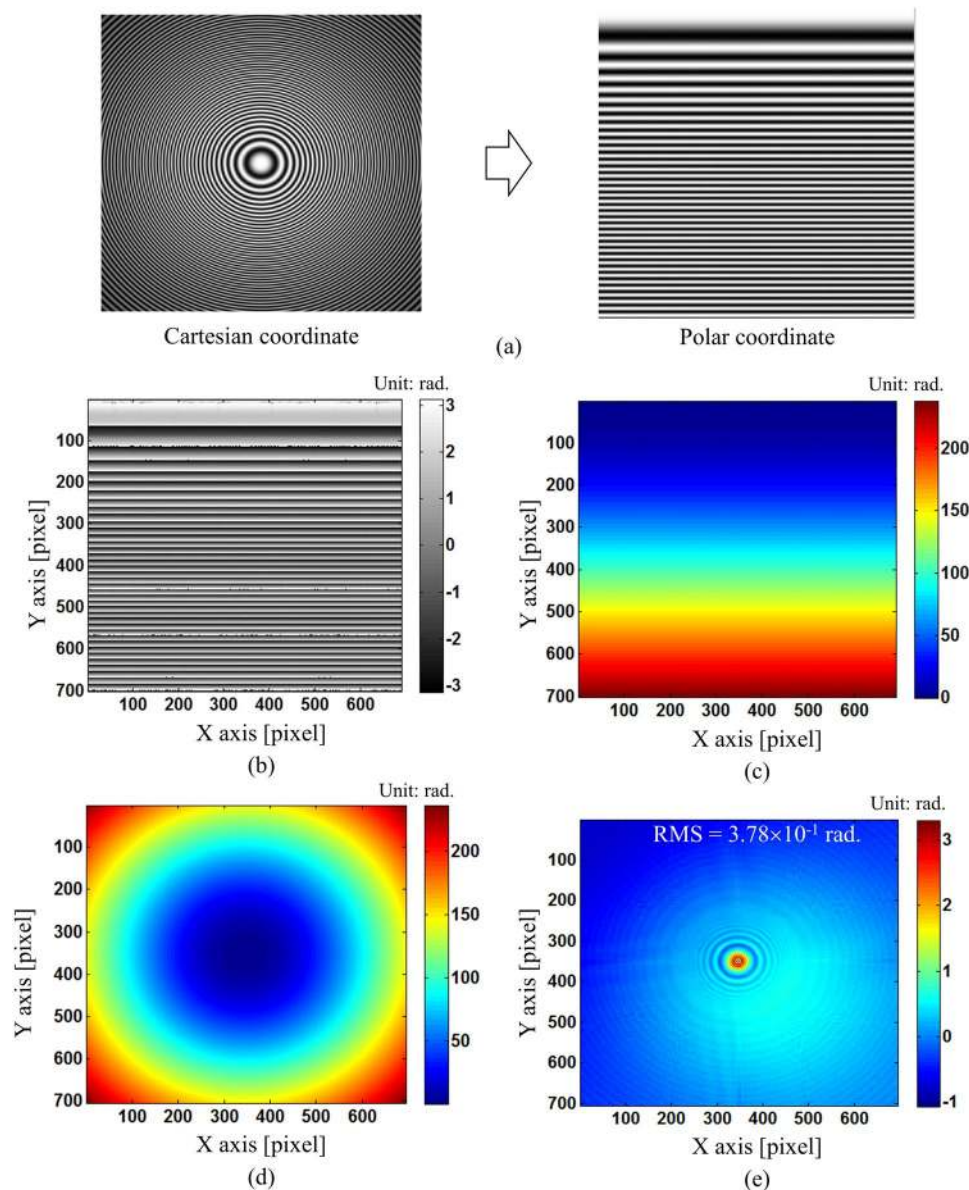 Cartesian coordinate
Polar coordinate
(a)
Unit: rad.
3
2
1
0
-1
-2
-3
100
200
300
400
500
600
700
Y axis [pixel]
100 200 300 400 500 600
X axis [pixel]
(b)
Unit: rad.
200
150
100
50
0
100
200
300
400
500
600
700
Y axis [pixel]
100 200 300 400 500 600
X axis [pixel]
(c)
Unit: rad.
200
150
100
50
100
200
300
400
500
600
700
Y axis [pixel]
100 200 300 400 500 600
X axis [pixel]
(d)
Unit: rad.
RMS = 3.78×10⁻¹ rad.
3
2
1
0
-1
100
200
300
400
500
600
700
Y axis [pixel]
100 200 300 400 500 600
X axis [pixel]
(e)